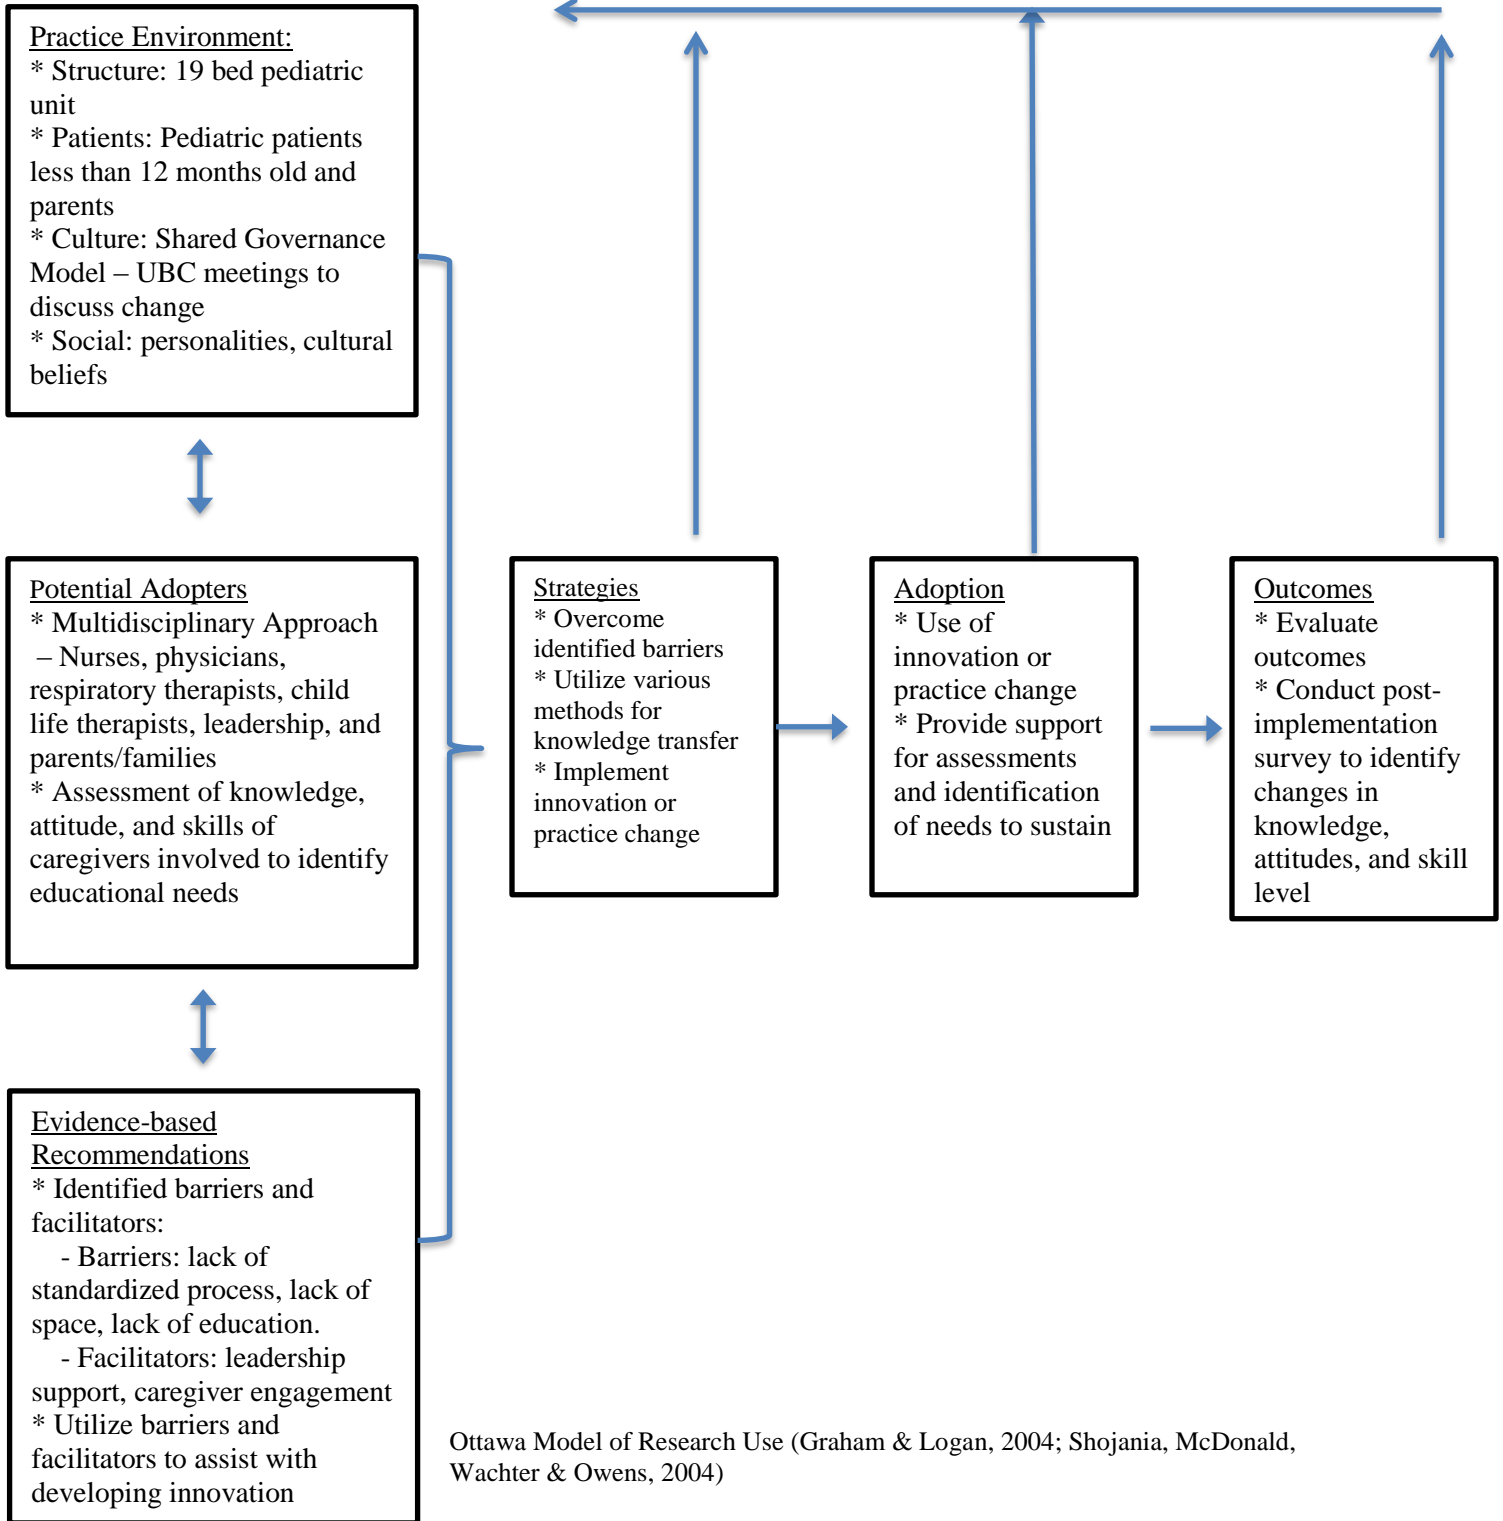 Practice Environment:
* Structure: 19 bed pediatric
unit
* Patients: Pediatric patients
less than 12 months old and
parents
* Culture: Shared Governance
Model – UBC meetings to
discuss change
* Social: personalities, cultural
beliefs
Potential Adopters
* Multidisciplinary Approach
– Nurses, physicians,
respiratory therapists, child
life therapists, leadership, and
parents/families
* Assessment of knowledge,
attitude, and skills of
caregivers involved to identify
educational needs
Evidence-based
Recommendations
* Identified barriers and
facilitators:
- Barriers: lack of
standardized process, lack of
space, lack of education.
- Facilitators: leadership
support, caregiver engagement
* Utilize barriers and
facilitators to assist with
developing innovation
Strategies
* Overcome
identified barriers
* Utilize various
methods for
knowledge transfer
* Implement
innovation or
practice change
Adoption
* Use of
innovation or
practice change
* Provide support
for assessments
and identification
of needs to sustain
Outcomes
* Evaluate
outcomes
* Conduct post-
implementation
survey to identify
changes in
knowledge,
attitudes, and skill
level
Ottawa Model of Research Use (Graham & Logan, 2004; Shojania, McDonald,
Wachter & Owens, 2004)